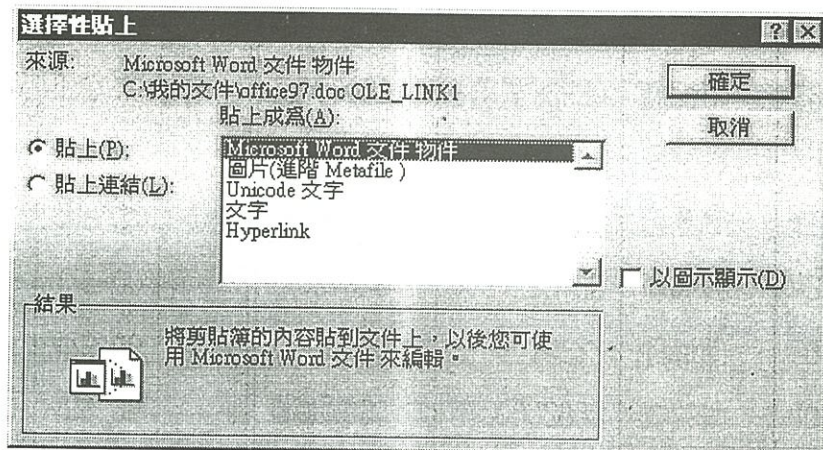 選擇性貼上
來源: Microsoft Word 文件 物件
C:\我的文件\office97.doc OLE_LINK1
確定
取消
貼上成爲(A):
貼上(P):
貼上連結(L):
Microsoft Word 文件 物件
圖片(進階 Metafile )
Unicode 文字
文字
Hyperlink
以圖示顯示(D)
結果
將剪貼簿的內容貼到文件上，以後您可使
用 Microsoft Word 文件 來編輯。